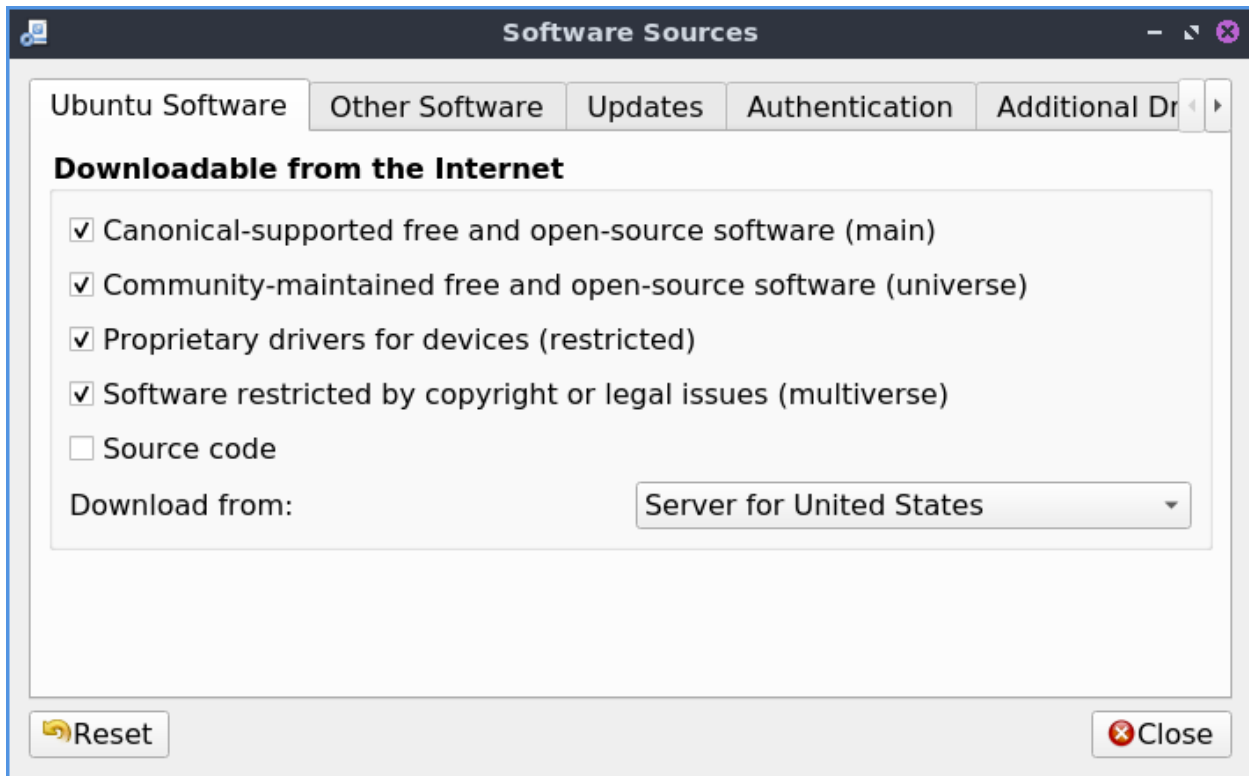 Software Sources
Ubuntu Software Other Software Updates Authentication Additional Dr
Downloadable from the Internet
Canonical-supported free and open-source software (main)
Community-maintained free and open-source software (universe)
Proprietary drivers for devices (restricted)
Software restricted by copyright or legal issues (multiverse)
Source code
Download from: Server for United States
Reset Close